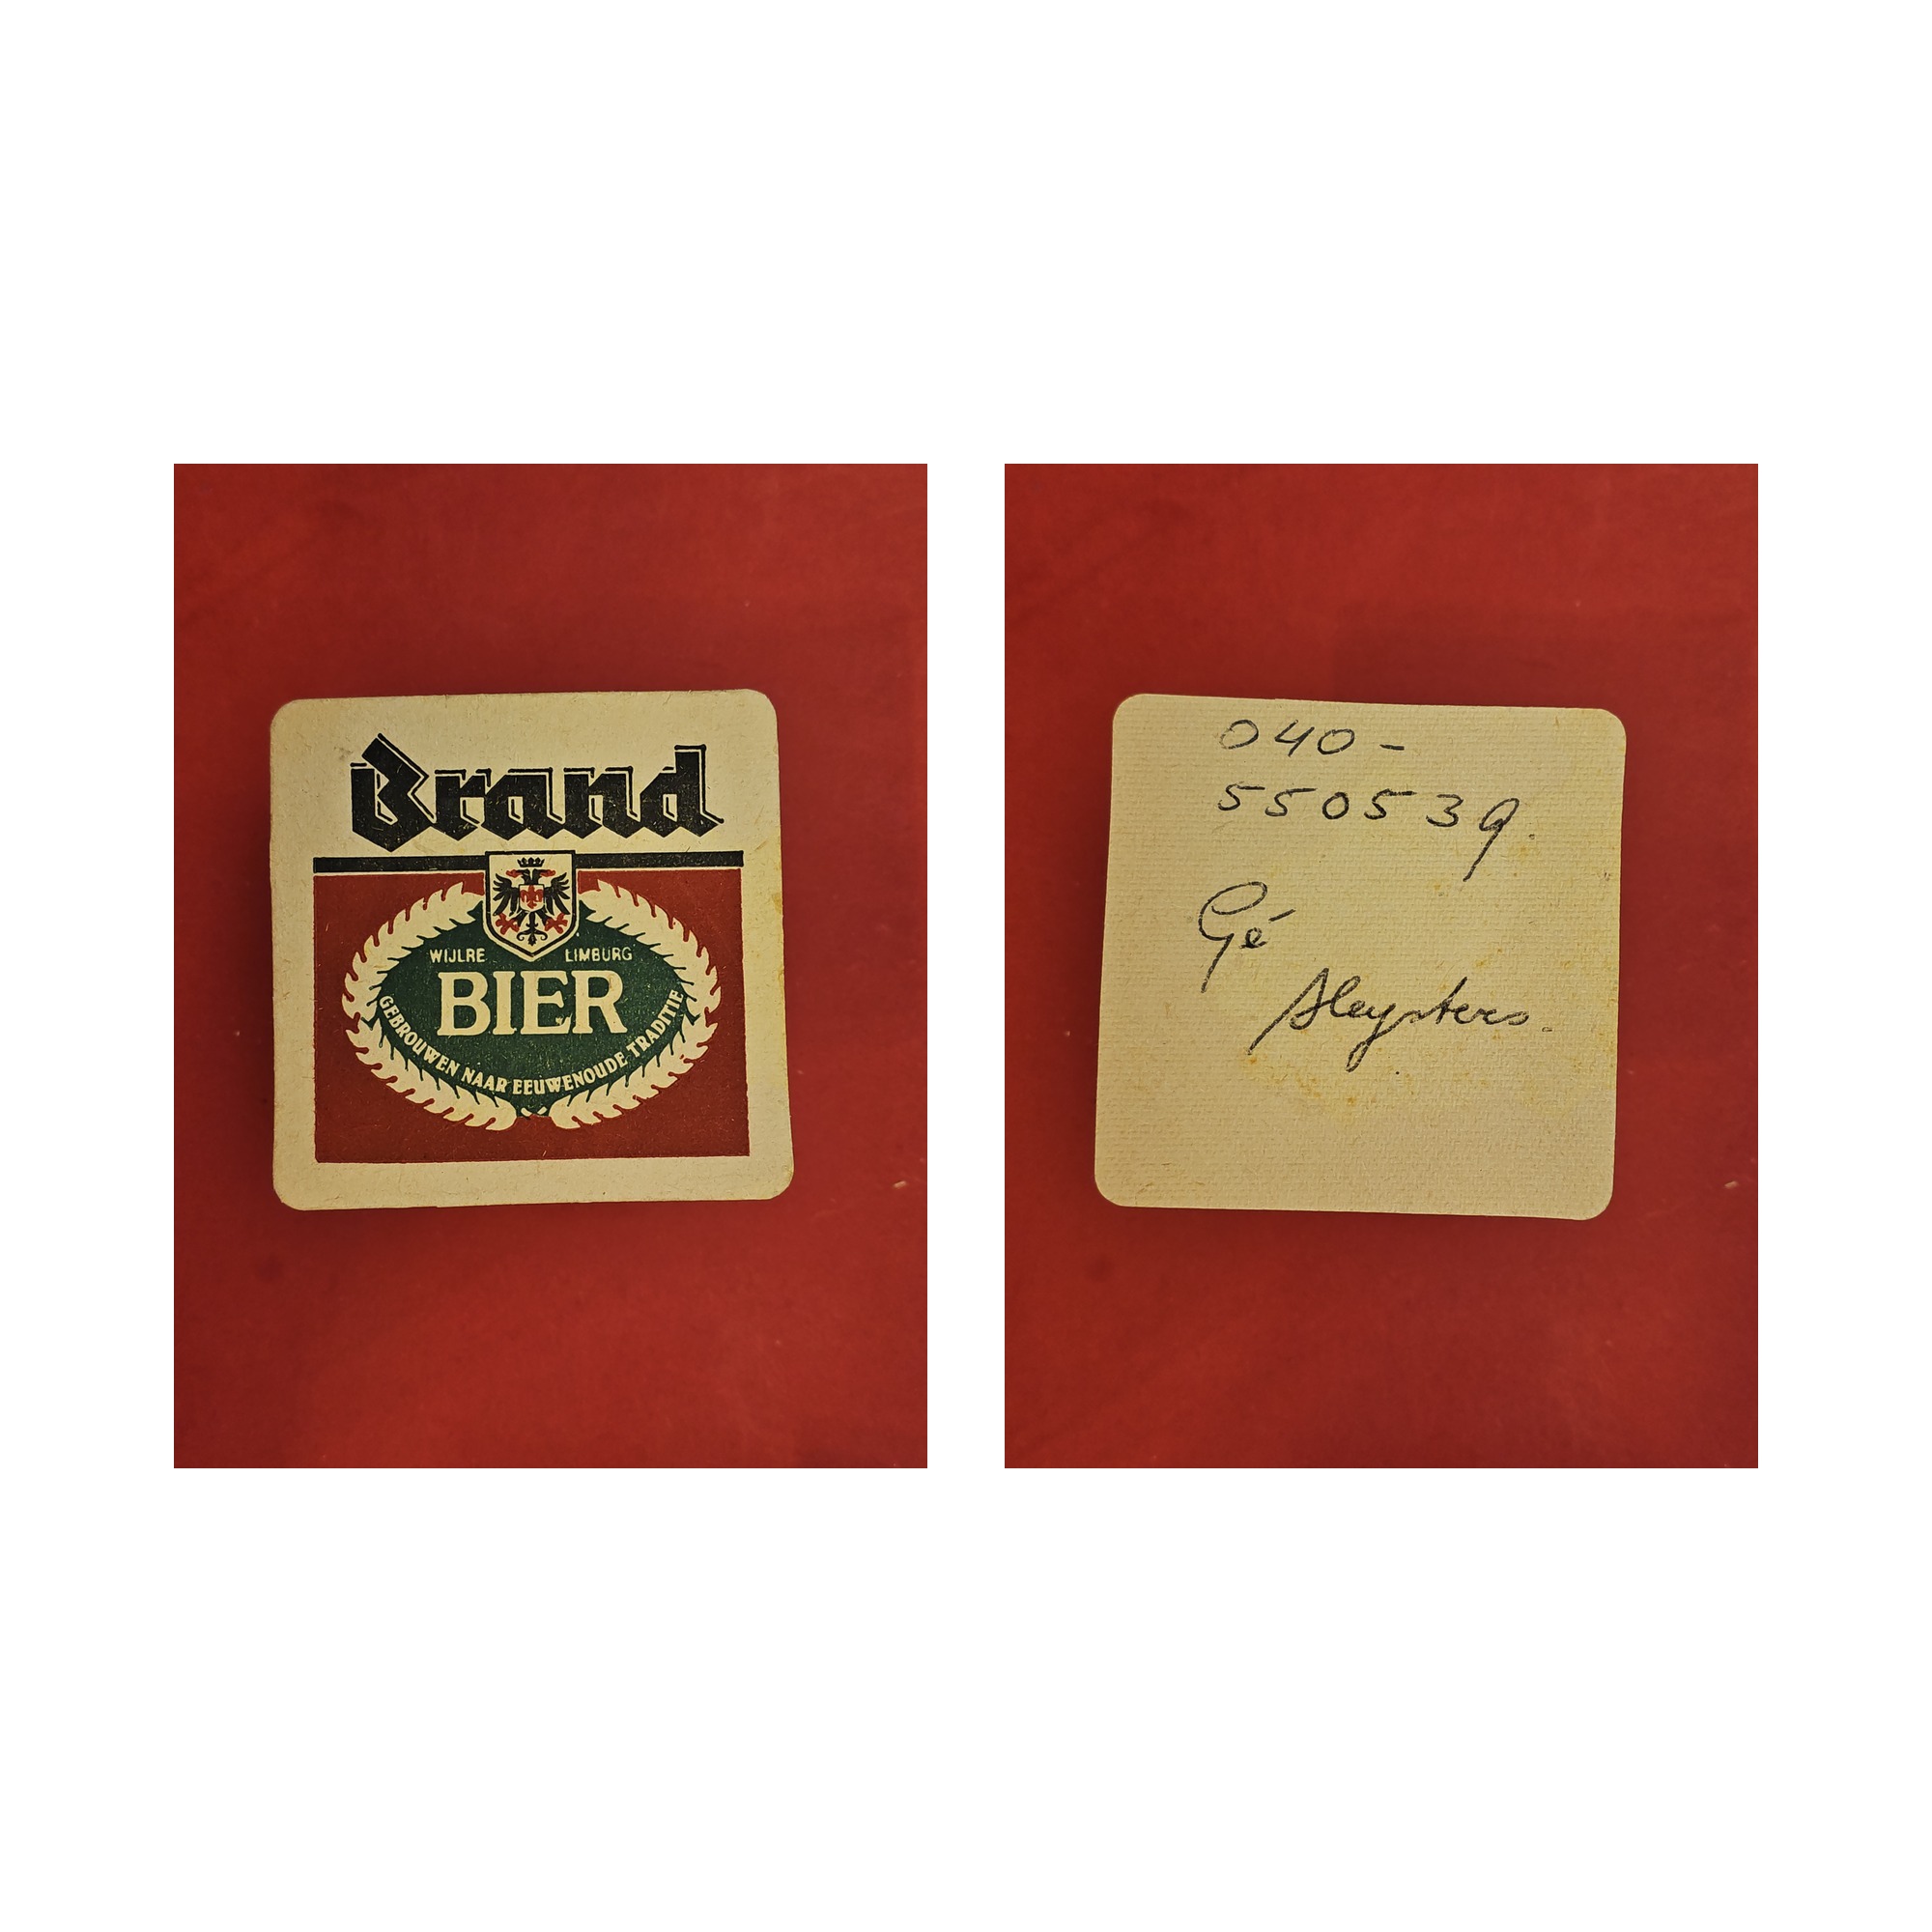 Brand
WIJLRE LIMBURG
BIER
GEBROUWEN NAAR EEUWENOUDE TRADITIE
040-
550539.
Gé
Sleysters.